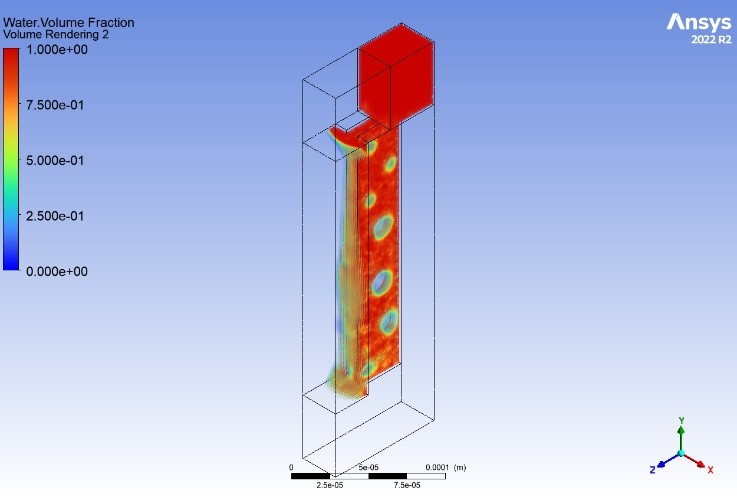 Water.Volume Fraction
Volume Rendering 2
1.000e+00
7.500e-01
5.000e-01
2.500e-01
0.000e+00
Ansys
2022 R2
0 5e-05 0.0001 (m)
2.5e-05 7.5e-05
Y
Z X